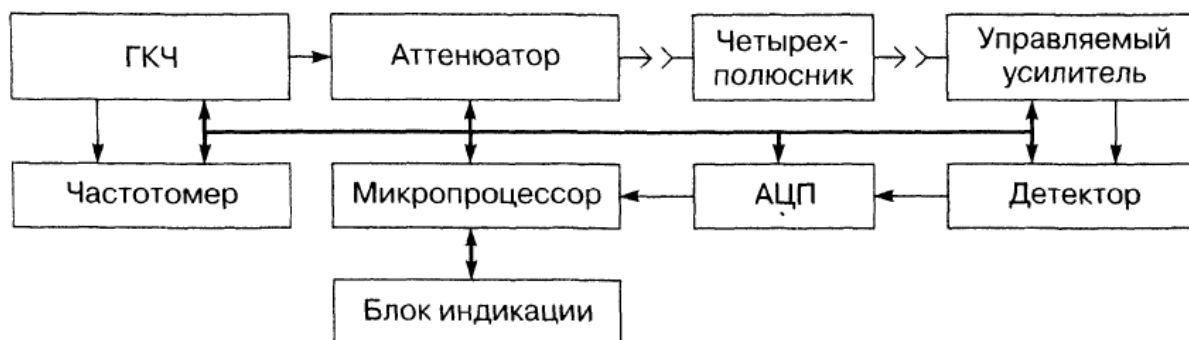 ГКЧ
Аттенюатор
Четырех-
полюсник
Управляемый
усилитель
Частотомер
Микропроцессор
АЦП
Детектор
Блок индикации